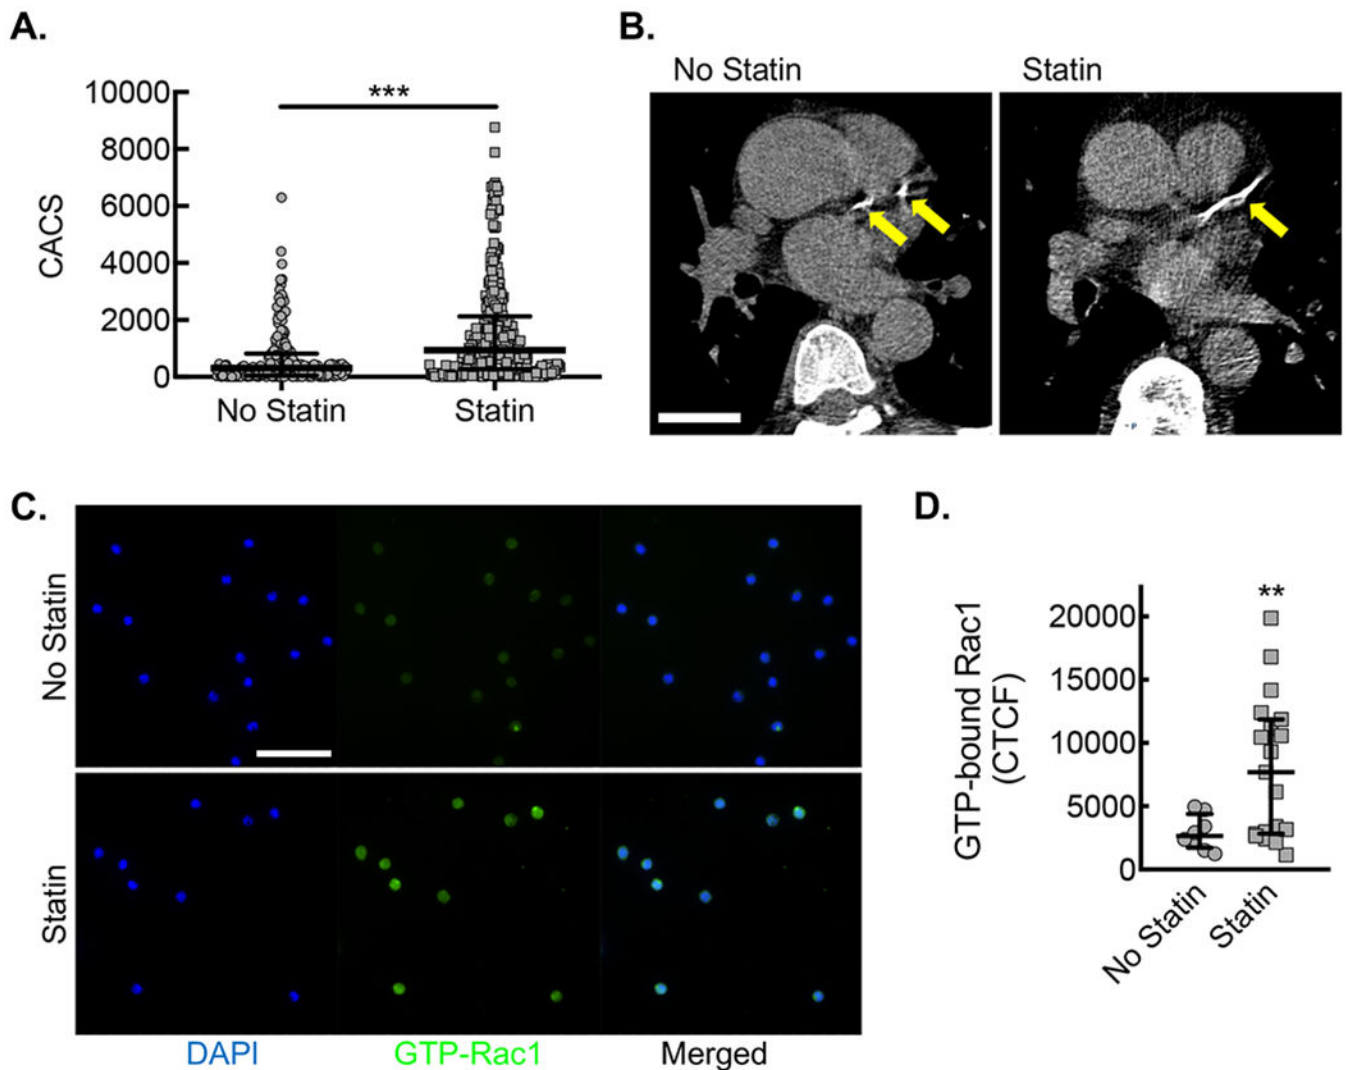 A.
10000
8000
6000
4000
2000
0
CACS
***
No Statin
Statin
B.
No Statin
Statin
C.
No Statin
Statin
DAPI
GTP-Rac1
Merged
D.
GTP-bound Rac1
(CTCF)
20000
15000
10000
5000
0
**
No Statin
Statin